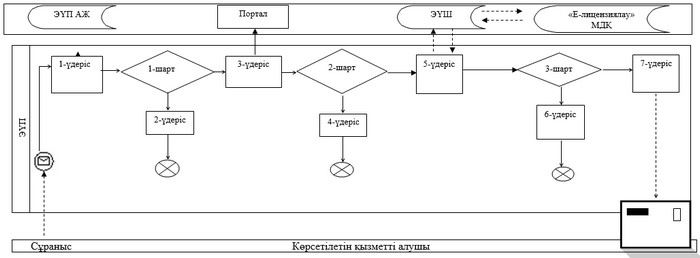 ЭҮП АЖ
Портал
ЭҮШ
«Е-лицензиялау»
МДҚ
ЭҮП
1-үдеріс
1-шарт
3-үдеріс
2-шарт
5-үдеріс
3-шарт
7-үдеріс
2-үдеріс
4-үдеріс
6-үдеріс
Сұраныс
Көрсетілетін қызметті алушы